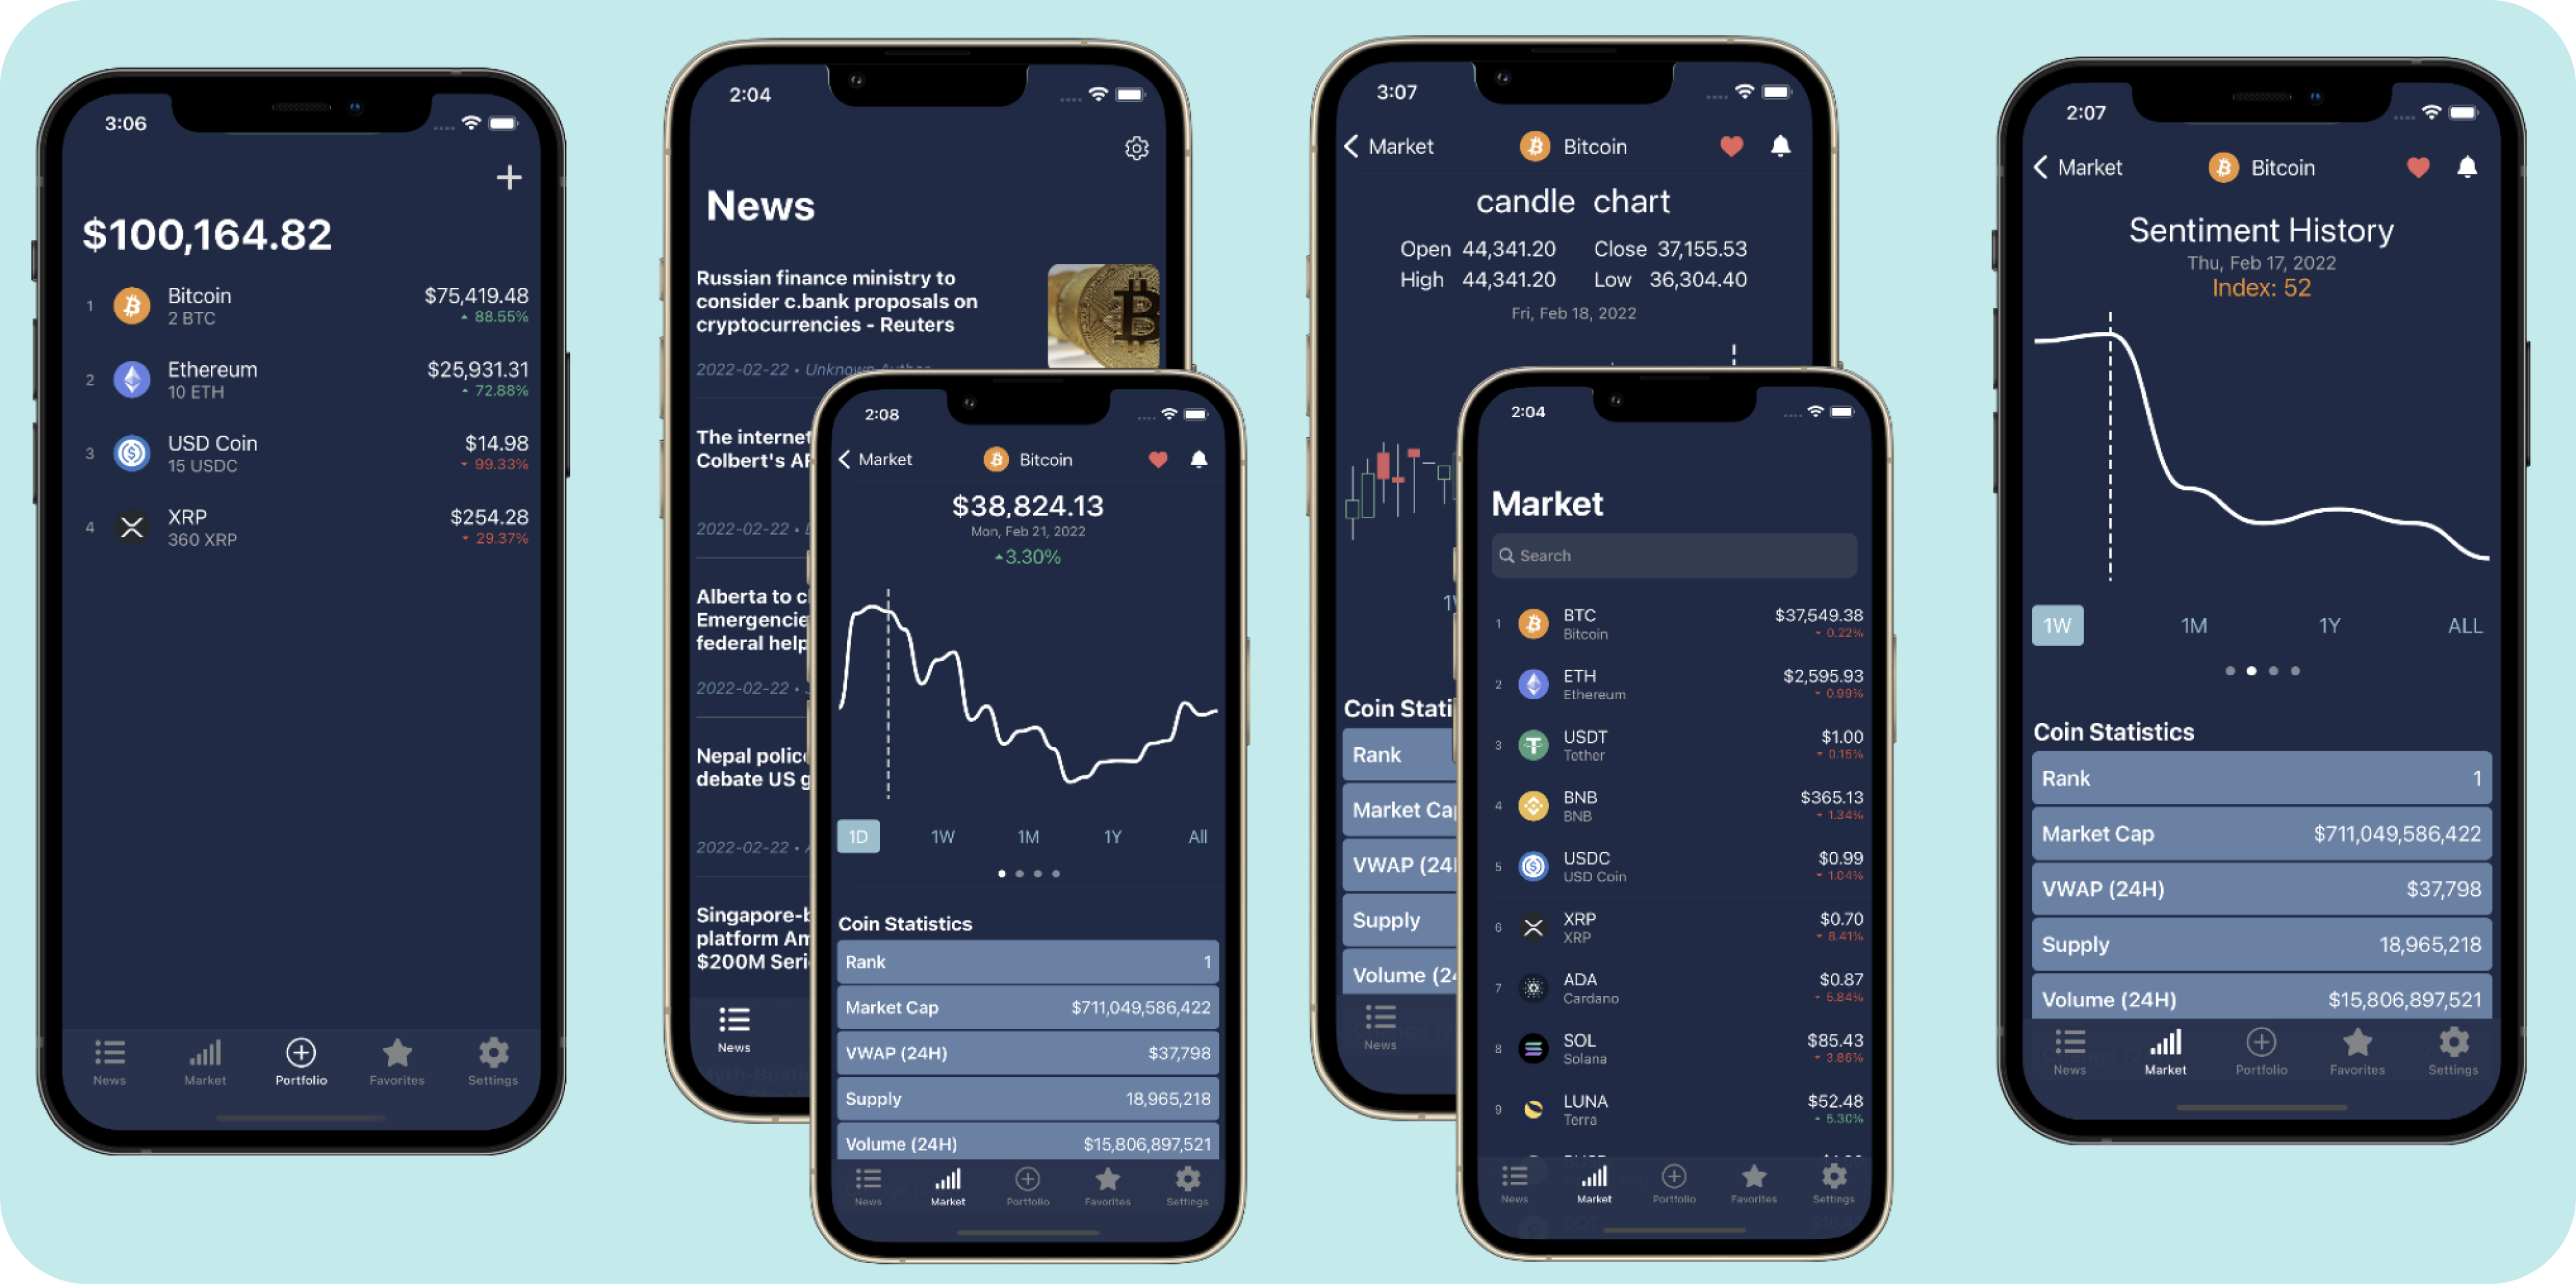 3:06
$100,164.82
1
Bitcoin
$75,419.48
2 BTC
88.55%
2
Ethereum
$25,931.31
10 ETH
72.88%
3
USD Coin
$14.98
15 USDC
99.33%
4
XRP
$254.28
360 XRP
29.37%
News
Market
Portfolio
Favorites
Settings
2:04
News
Russian finance ministry to
consider c.bank proposals on
cryptocurrencies - Reuters
2022-02-22 • Unknown Author
The internet
Colbert's
2022-02-22 •
Alberta to
Emergencie
federal help
2022-02-22 •
Nepal polic
debate US g
2022-02-22 •
Singapore-b
platform Am
$200M Seri
News
2:08
Market
Bitcoin
$38,824.13
Mon, Feb 21, 2022
3.30%
1D
1W
1M
1Y
All
Coin Statistics
Rank
1
Market Cap
$711,049,586,422
VWAP (24H)
$37,798
Supply
18,965,218
Volume (24H)
$15,806,897,521
News
Market
Portfolio
Favorites
Settings
3:07
Market
Bitcoin
candle chart
Open 44,341.20 Close 37,155.53
High 44,341.20 Low 36,304.40
Fri, Feb 18, 2022
Coin Stati
Rank
Market Ca
VWAP (24
Supply
Volume (2
News
2:04
Market
Search
1
BTC
$37,549.38
Bitcoin
0.22%
2
ETH
$2,595.93
Ethereum
0.99%
3
USDT
$1.00
Tether
0.15%
4
BNB
$365.13
BNB
1.34%
5
USDC
$0.99
USD Coin
1.04%
6
XRP
$0.70
XRP
8.41%
7
ADA
$0.87
Cardano
5.84%
8
SOL
$85.43
Solana
3.86%
9
LUNA
$52.48
Terra
5.30%
News
Market
Portfolio
Favorites
Settings
2:07
Market
Bitcoin
Sentiment History
Thu, Feb 17, 2022
Index: 52
1W
1M
1Y
ALL
Coin Statistics
Rank
1
Market Cap
$711,049,586,422
VWAP (24H)
$37,798
Supply
18,965,218
Volume (24H)
$15,806,897,521
News
Market
Portfolio
Favorites
Settings